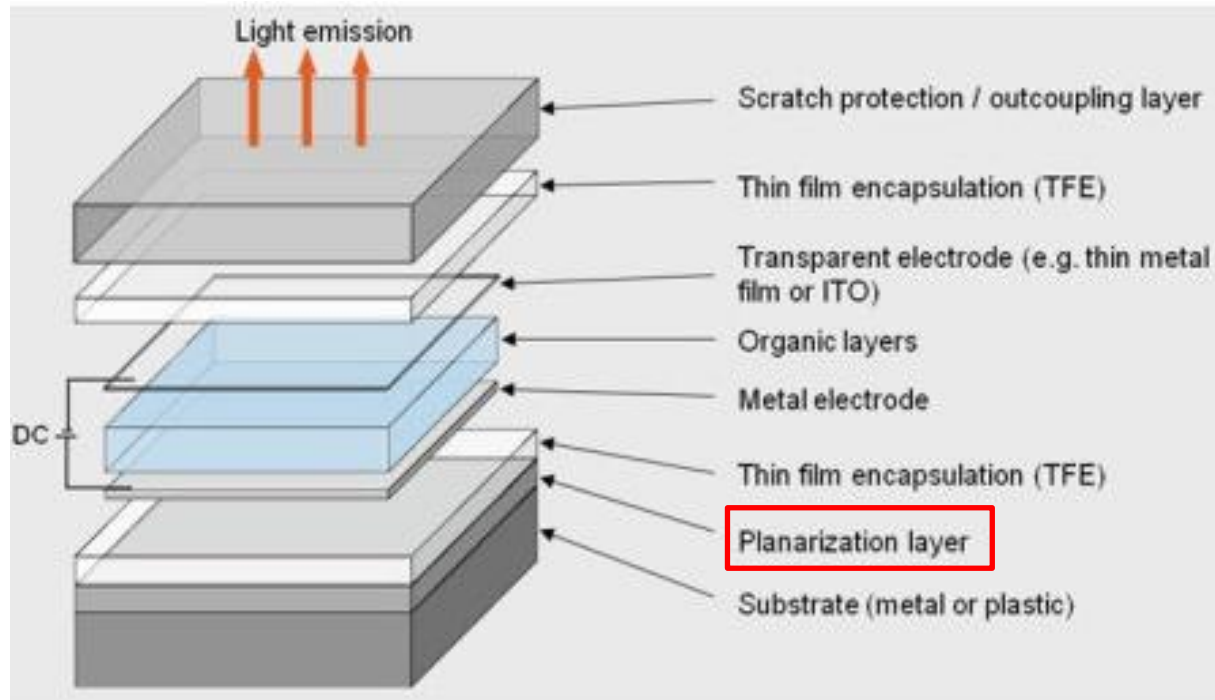 Light emission
Scratch protection / outcoupling layer
Thin film encapsulation (TFE)
Transparent electrode (e.g. thin metal
film or ITO)
Organic layers
Metal electrode
DC
Thin film encapsulation (TFE)
Planarization layer
Substrate (metal or plastic)